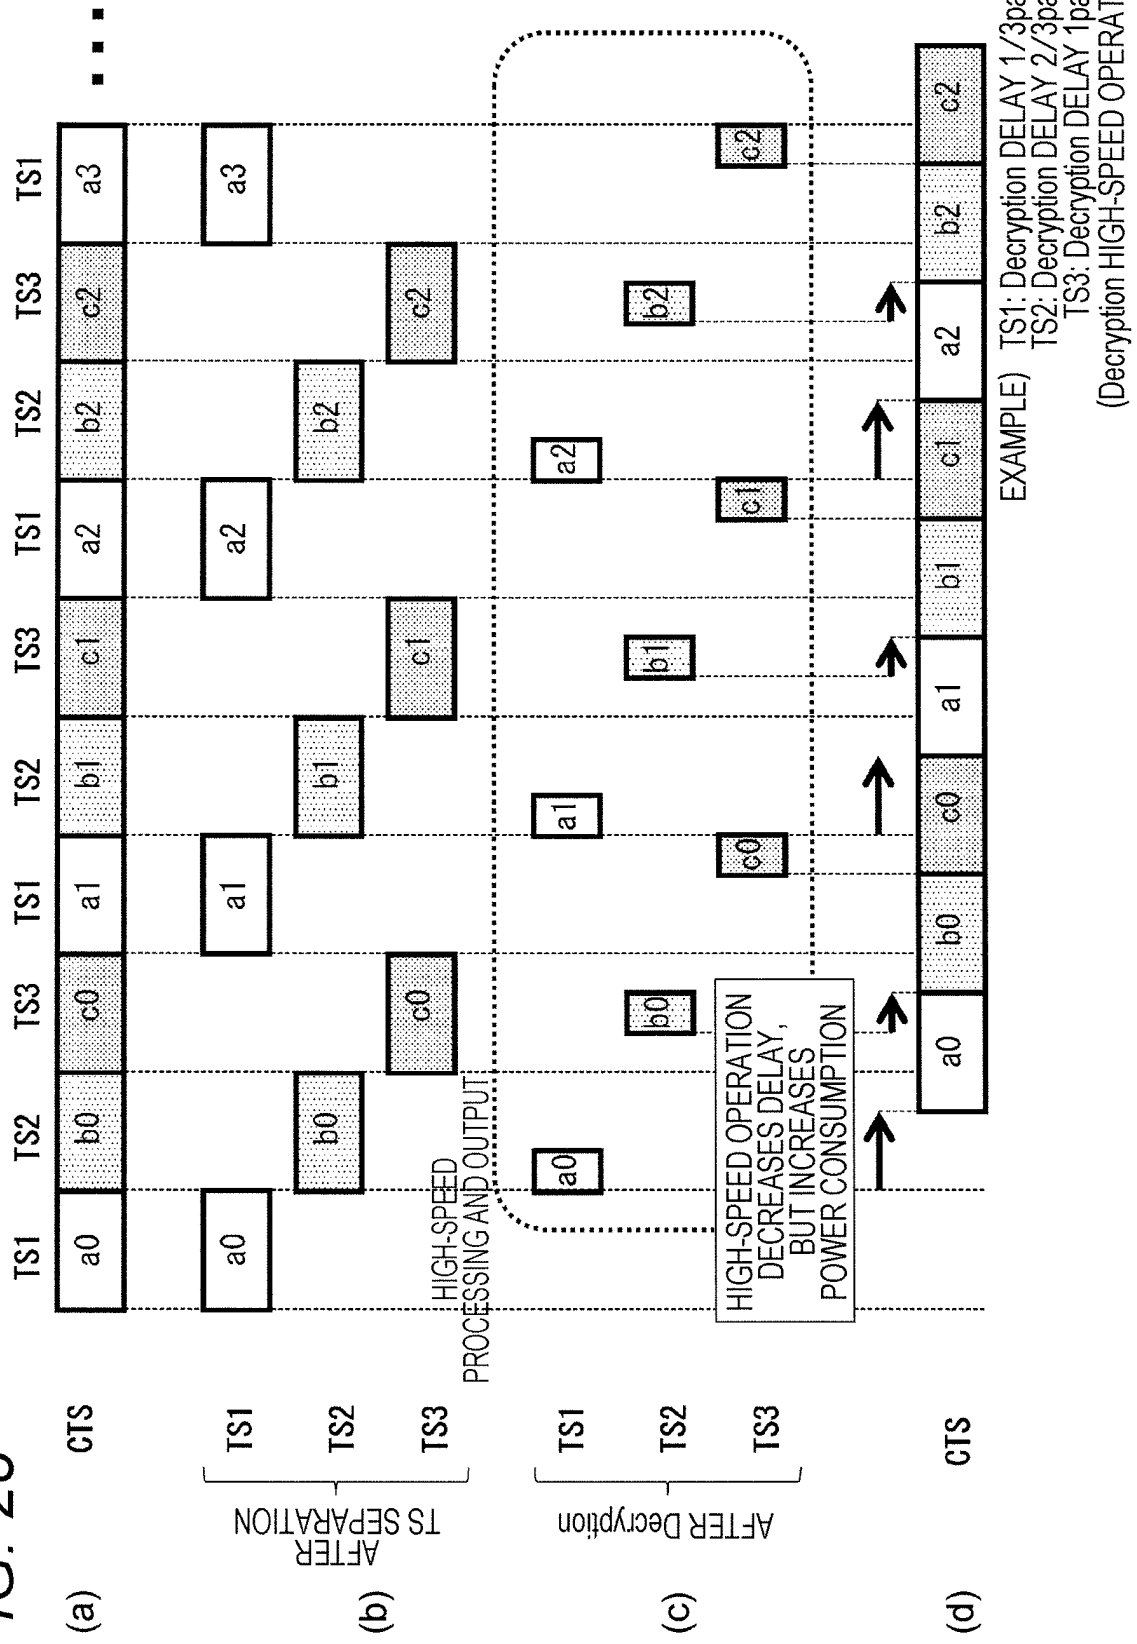 (a)
CTS
TS1
TS2
TS3
TS1
TS2
TS3
TS1
TS2
TS3
TS1
a0
b0
c0
a1
b1
c1
a2
b2
c2
a3
(b)
AFTER
TS SEPARATION
TS1
a0
a1
a2
a3
TS2
b0
b1
b2
TS3
c0
c1
c2
HIGH-SPEED
PROCESSING AND OUTPUT
(c)
AFTER Decryption
TS1
a0
a1
a2
TS2
b0
b1
b2
TS3
c0
c1
c2
HIGH-SPEED OPERATION
DECREASES DELAY,
BUT INCREASES
POWER CONSUMPTION
(d)
CTS
a0
b0
c0
a1
b1
c1
a2
b2
c2
EXAMPLE) TS1: Decryption DELAY 1/3
TS2: Decryption DELAY 2/3
TS3: Decryption DELAY
(Decryption HIGH-SPEED